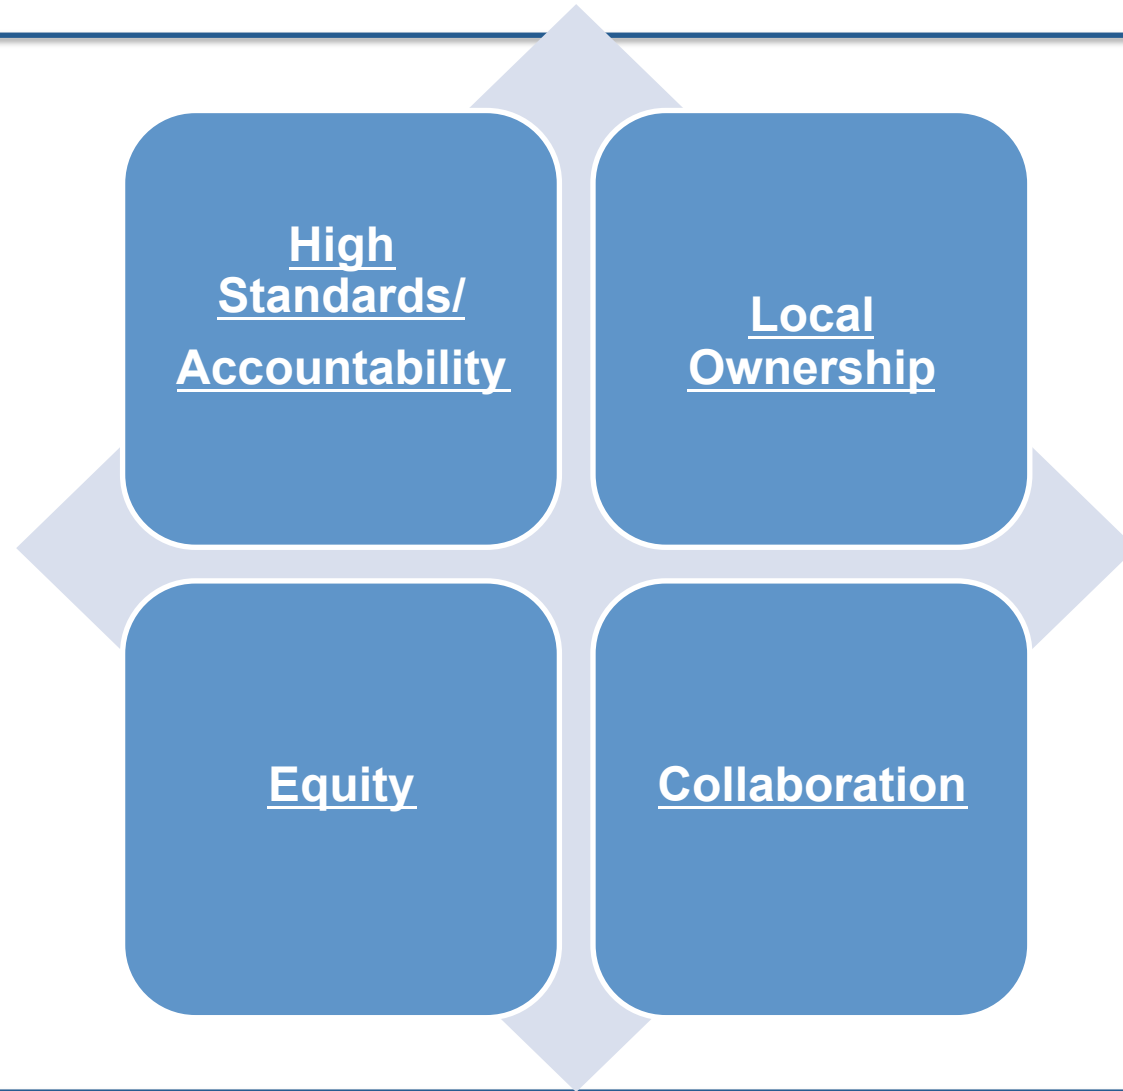 High
Standards/
Accountability
Local
Ownership
Equity
Collaboration